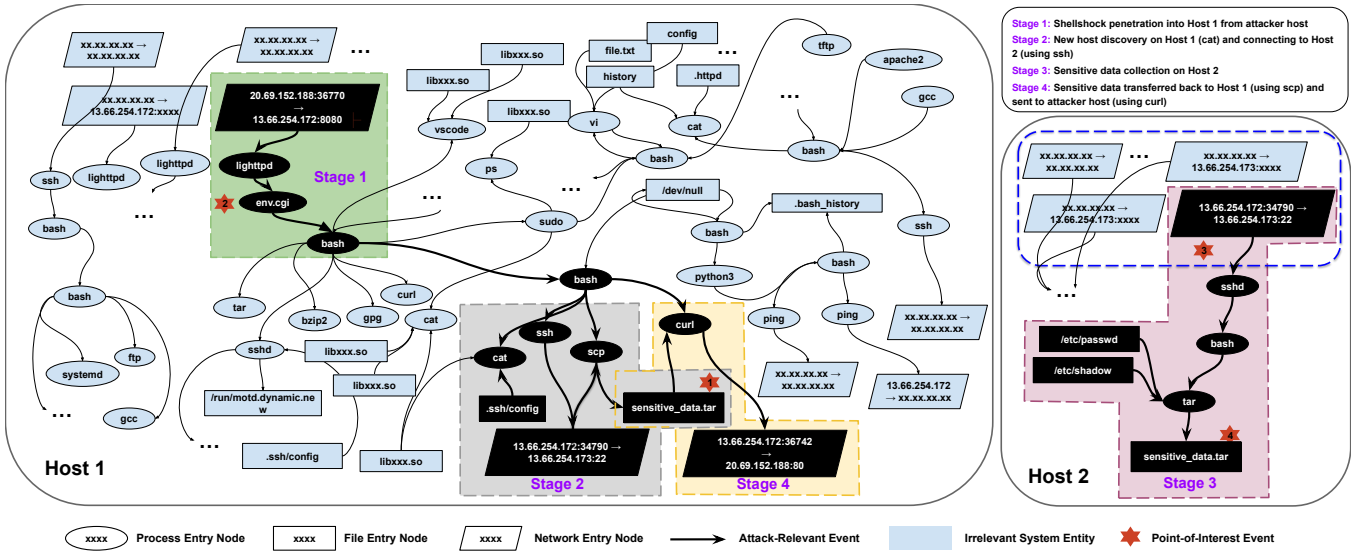 Stage 1: Shellshock penetration into Host 1 from attacker host
Stage 2: New host discovery on Host 1 (cat) and connecting to Host
2 (using ssh)
Stage 3: Sensitive data collection on Host 2
Stage 4: Sensitive data transferred back to Host 1 (using scp) and
sent to attacker host (using curl)
xx.xx.xx.xx →
xx.xx.xx.xx
xx.xx.xx.xx →
xx.xx.xx.xx
...
xx.xx.xx.xx →
13.66.254.172:xxxx
20.69.152.188:36770
→
13.66.254.172:8080
libxxx.so
libxxx.so
libxxx.so
file.txt
config
history
.httpd
tftp
apache2
gcc
...
ssh
lighttpd
lighttpd
...
lighttpd
env.cgi
2
Stage 1
bash
vscode
ps
vi
cat
bash
bash
...
/dev/null
.bash_history
...
sudo
bash
ssh
bash
bash
python3
bash
tar
bzip2
gpg
curl
cat
bash
ping
ping
xx.xx.xx.xx →
xx.xx.xx.xx
ftp
systemd
gcc
...
sshd
libxxx.so
libxxx.so
/run/motd.dynamic.new
...
.ssh/config
libxxx.so
cat
ssh
scp
curl
1
.ssh/config
sensitive_data.tar
xx.xx.xx.xx →
xx.xx.xx.xx
13.66.254.172
→ xx.xx.xx.xx
13.66.254.172:34790 →
13.66.254.173:22
Stage 2
13.66.254.172:36742
→
20.69.152.188:80
Stage 4
Host 1
xx.xx.xx.xx →
xx.xx.xx.xx
...
xx.xx.xx.xx →
13.66.254.173:xxxx
xx.xx.xx.xx →
13.66.254.173:xxxx
13.66.254.172:34790 →
13.66.254.173:22
3
...
sshd
bash
/etc/passwd
/etc/shadow
tar
4
sensitive_data.tar
Stage 3
Host 2
xxxx
Process Entry Node
xxxx
File Entry Node
xxxx
Network Entry Node
Attack-Relevant Event
Irrelevant System Entity
Point-of-Interest Event